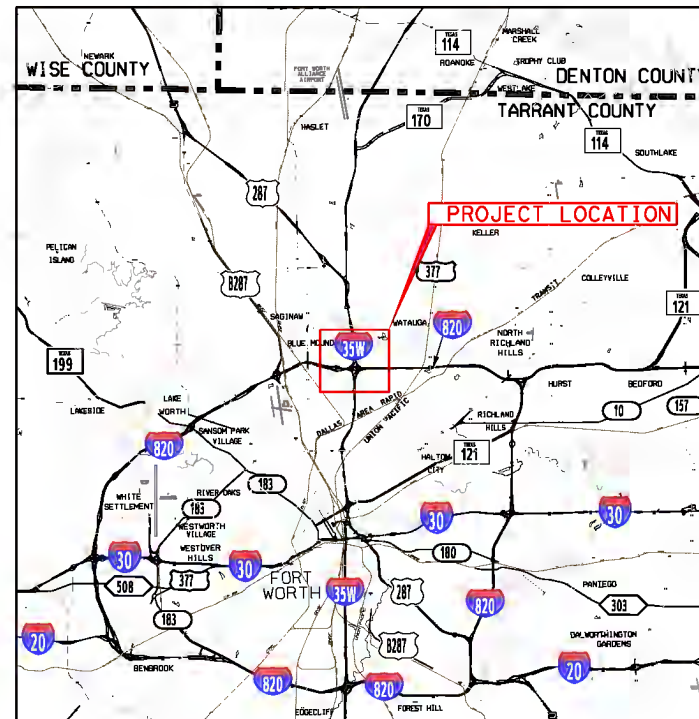 NEWARK
WISE COUNTY
FORT WORTH
ALLIANCE
AIRPORT
TEXAS
114
ROANOKE
MARSHALL
CREEK
TROPHY CLUB
DENTON COUNTY
WESTLAKE
TARRANT COUNTY
HASLET
TEXAS
170
TEXAS
114
SOUTHLAKE
287
PROJECT LOCATION
KELLER
PELICAN
ISLAND
B287
377
TRANSIT
COLLEYVILLE
TEXAS
121
SAGINAW
BLUE MOUND
35W
WATAUGA
820
NORTH
RICHLAND
HILLS
TEXAS
199
HURST
BEDFORD
LAKESIDE
LAKE
WORTH
SANSOM PARK
VILLAGE
DALLAS AREA RAPID
UNION PACIFIC
RICHLAND
HILLS
10
157
820
HALTOM
CITY
TEXAS
121
WHITE
SETTLEMENT
RIVER OAKS
183
183
WESTWORTH
VILLAGE
WESTOVER
HILLS
30
30
30
30
180
508
377
FORT
WORTH
35W
287
820
PANTEGO
303
183
20
B287
DALWORTHINGTON
GARDENS
BENBROOK
820
820
20
EDGECLIFF
FOREST HILL